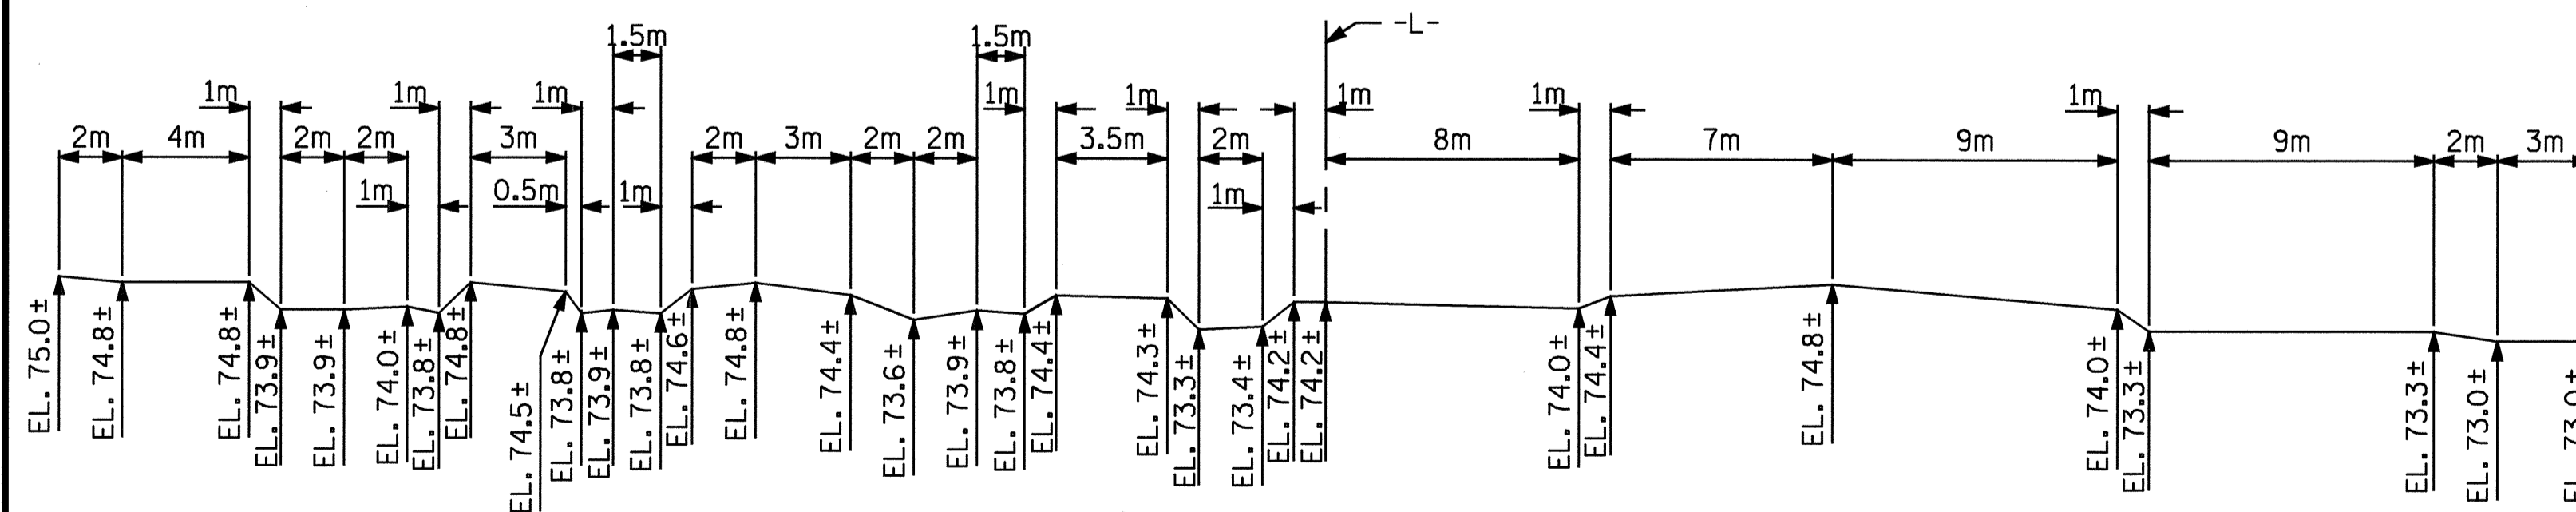 -L-
1.5m
1.5m
1m
1m
1m
1m
1m
1m
1m
1m
2m
4m
2m
2m
3m
2m
3m
2m
2m
3.5m
2m
8m
7m
9m
9m
2m
3m
1m
0.5m
1m
1m
EL. 75.0±
EL. 74.8±
EL. 74.8±
EL. 73.9±
EL. 73.9±
EL. 74.0±
EL. 73.8±
EL. 74.8±
EL. 74.5±
EL. 73.8±
EL. 73.9±
EL. 73.8±
EL. 74.6±
EL. 74.8±
EL. 74.4±
EL. 73.6±
EL. 73.9±
EL. 73.8±
EL. 74.4±
EL. 74.3±
EL. 73.3±
EL. 73.4±
EL. 74.2±
EL. 74.2±
EL. 74.0±
EL. 74.4±
EL. 74.8±
EL. 74.0±
EL. 73.3±
EL. 73.3±
EL. 73.0±